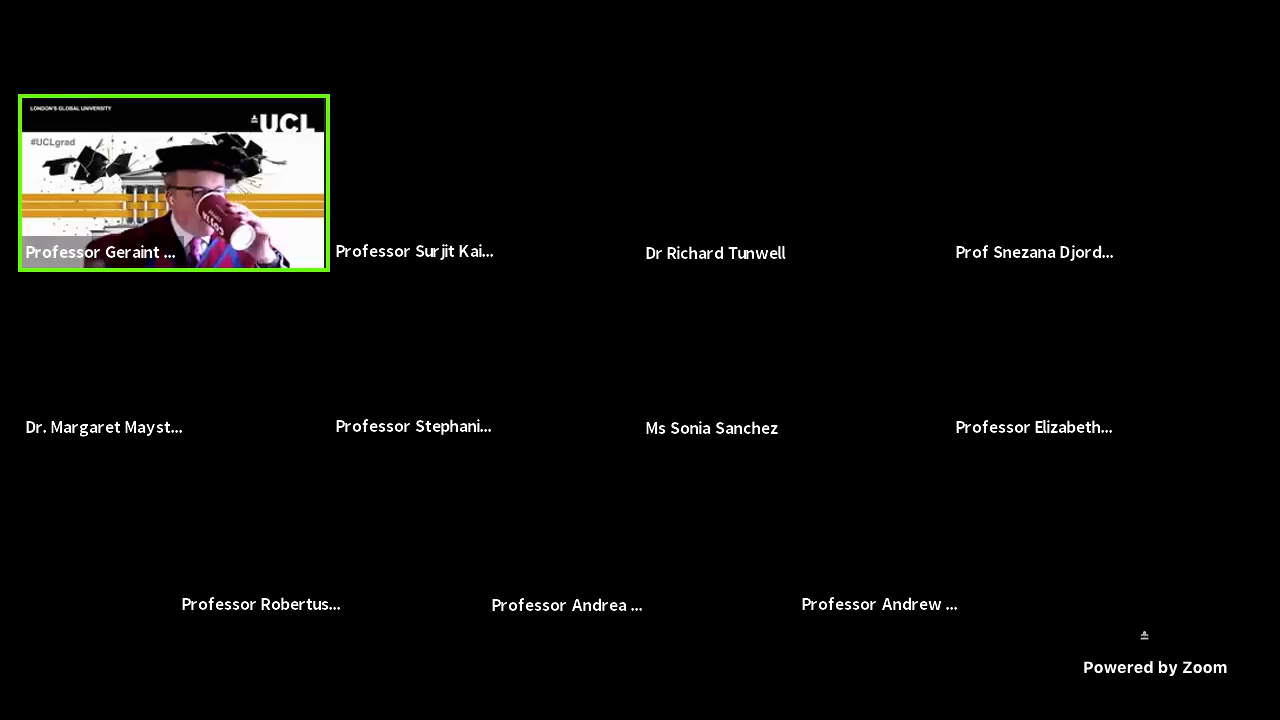 LONDON'S GLOBAL UNIVERSITY
UCL
#UCLgrad
COSTA
Professor Geraint ...
Professor Surjit Kai...
Dr Richard Tunwell
Prof Snezana Djord...
Dr. Margaret Mayst...
Professor Stephani...
Ms Sonia Sanchez
Professor Elizabeth...
Professor Robertus...
Professor Andrea ...
Professor Andrew ...
Powered by Zoom